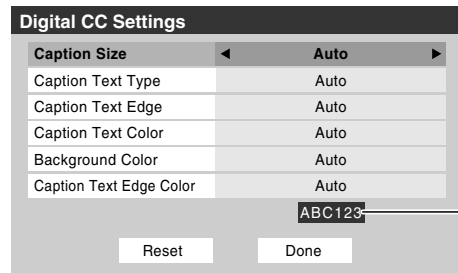 Digital CC Settings
Caption Size ◀ Auto ▶
Caption Text Type Auto
Caption Text Edge Auto
Caption Text Color Auto
Background Color Auto
Caption Text Edge Color Auto
ABC123
Reset Done